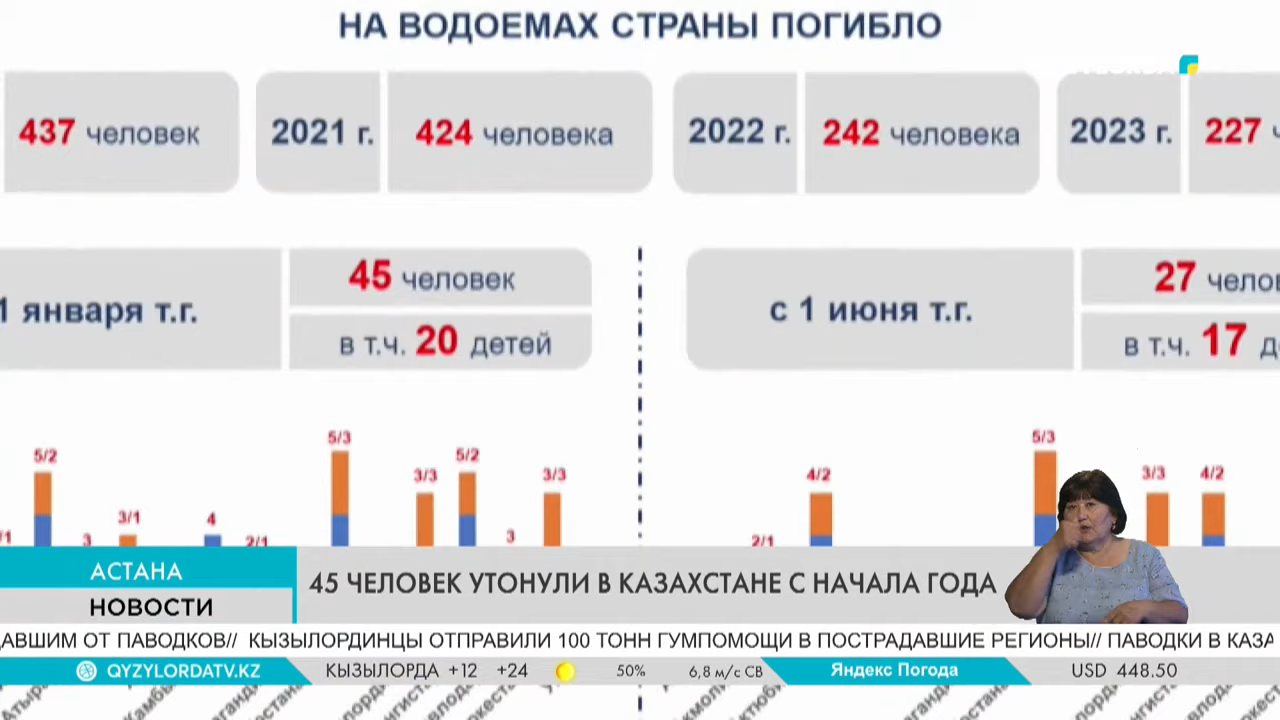 НА ВОДОЕМАХ СТРАНЫ ПОГИБЛО
437 человек 2021 г. 424 человека 2022 г. 242 человека 2023 г. 227
1 января т.г. 45 человек
в т.ч. 20 детей
с 1 июня т.г. 27
в т.ч. 17
5/2 3 3/1 4 2/1 5/3 3/3 5/2 3 3/3
2/1 4/2 5/3 3/3 4/2
АСТАНА
НОВОСТИ
45 ЧЕЛОВЕК УТОНУЛИ В КАЗАХСТАНЕ С НАЧАЛА ГОДА
ДАВШИМ ОТ ПАВОДКОВ// КЫЗЫЛОРДИНЦЫ ОТПРАВИЛИ 100 ТОНН ГУМПОМОЩИ В ПОСТРАДАВШИЕ РЕГИОНЫ// ПАВОДКИ В КАЗА
QYZYLORDATV.KZ КЫЗЫЛОРДА +12 +24 50% 6,8 м/с СВ Яндекс Погода USD 448.50